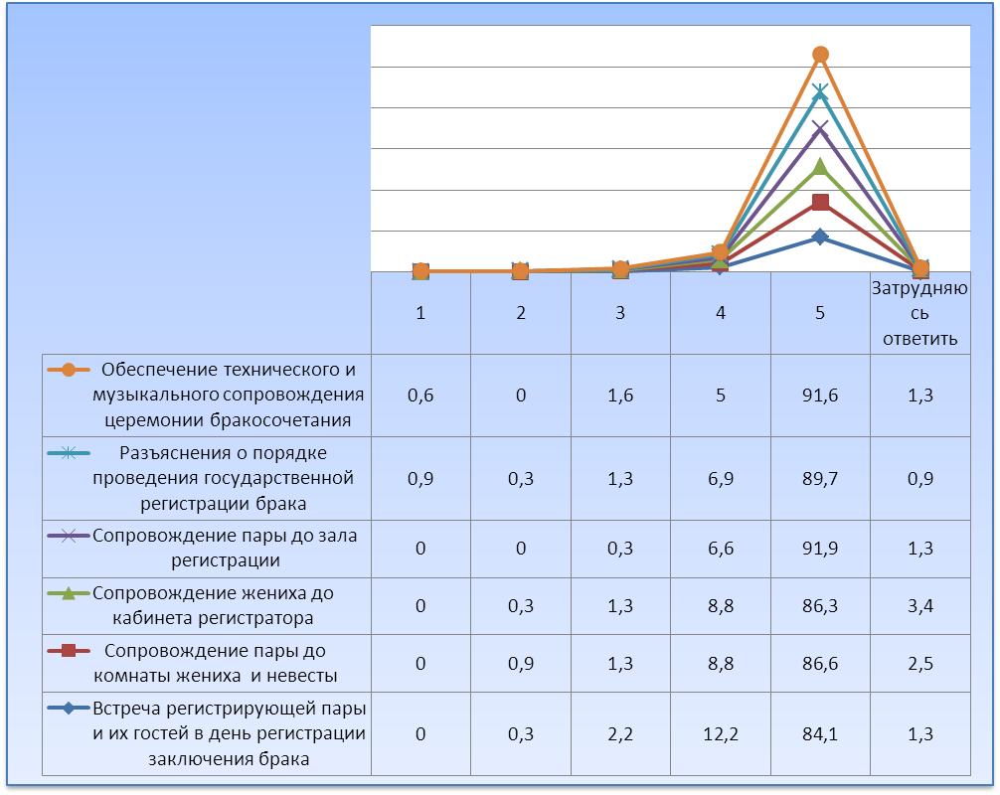 1 2 3 4 5 Затрудняю
сь
ответить
Обеспечение технического и
музыкального сопровождения
церемонии бракосочетания
0,6 0 1,6 5 91,6 1,3
Разъяснения о порядке
проведения государственной
регистрации брака
0,9 0,3 1,3 6,9 89,7 0,9
Сопровождение пары до зала
регистрации
0 0 0,3 6,6 91,9 1,3
Сопровождение жениха до
кабинета регистратора
0 0,3 1,3 8,8 86,3 3,4
Сопровождение пары до
комнаты жениха и невесты
0 0,9 1,3 8,8 86,6 2,5
Встреча регистрирующей пары
и их гостей в день регистрации
заключения брака
0 0,3 2,2 12,2 84,1 1,3